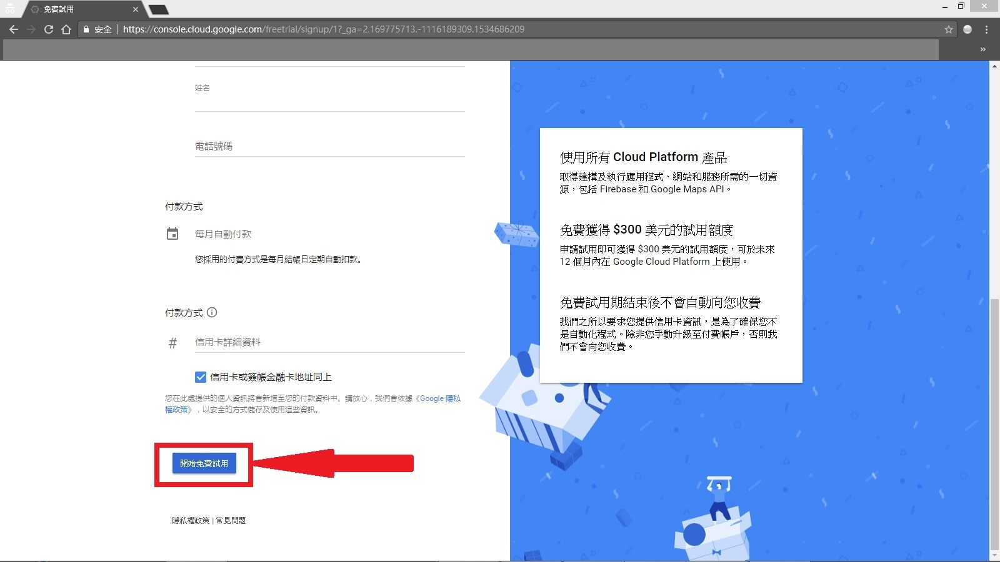 免費試用
安全 | https://console.cloud.google.com/freetrial/signup/1?_ga=2.169775713.-1116189309.1534686209
姓名
電話號碼
付款方式
每月自動付款
您採用的付費方式是每月結帳日定期自動扣款。
付款方式
# 信用卡詳細資料
信用卡或簽帳金融卡地址同上
您在此處提供的個人資訊將會新增至您的付款資料中。請放心，我們會依據《Google 隱私
權政策》，以安全的方式儲存及使用這些資訊。
開始免費試用
隱私權政策 | 常見問題
使用所有 Cloud Platform 產品
取得建構及執行應用程式、網站和服務所需的一切資
源，包括 Firebase 和 Google Maps API。
免費獲得 $300 美元的試用額度
申請試用即可獲得 $300 美元的試用額度，可於未來
12 個月內在 Google Cloud Platform 上使用。
免費試用期結束後不會自動向您收費
我們之所以要求您提供信用卡資訊，是為了確保您不
是自動化程式。除非您手動升級至付費帳戶，否則我
們不會向您收費。